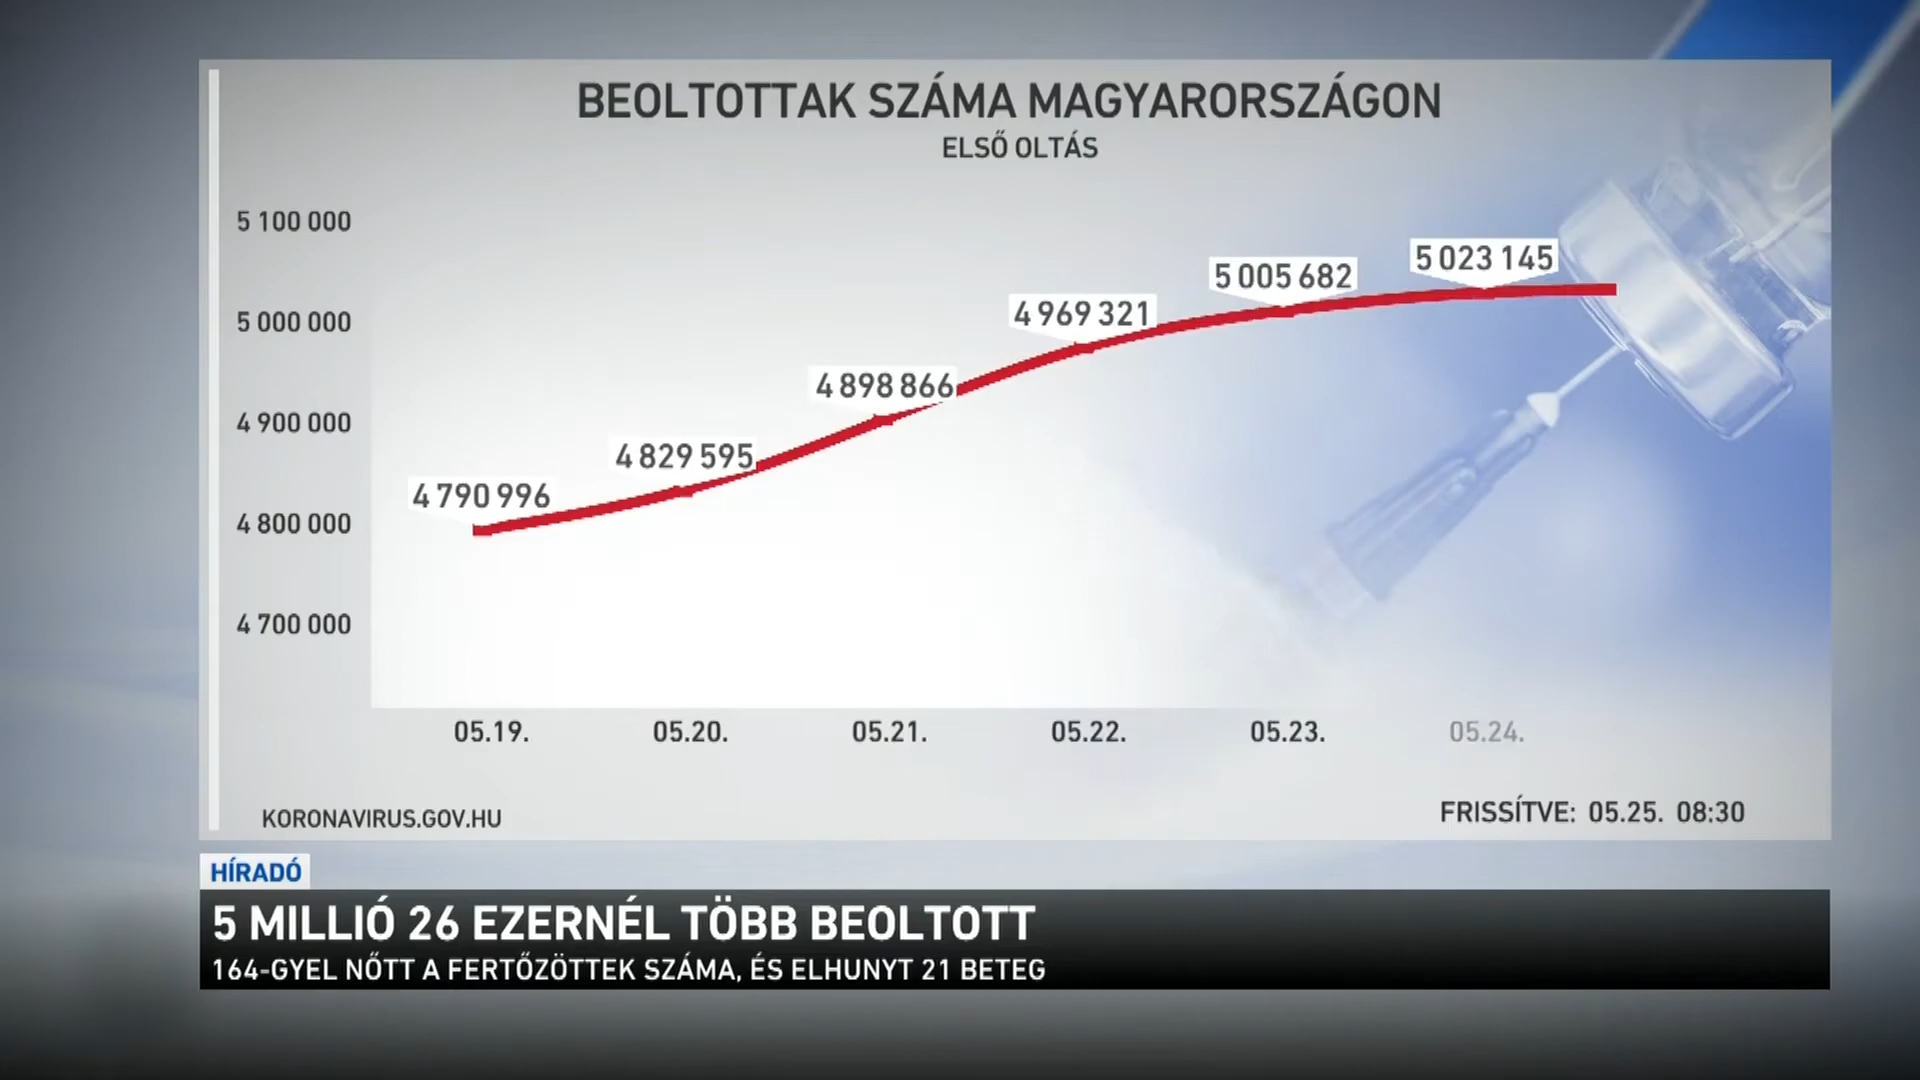 BEOLTOTTAK SZÁMA MAGYARORSZÁGON
ELSŐ OLTÁS
5 100 000
5 000 000
4 900 000
4 800 000
4 700 000
4 790 996
4 829 595
4 898 866
4 969 321
5 005 682
5 023 145
05.19. 05.20. 05.21. 05.22. 05.23. 05.24.
KORONAVIRUS.GOV.HU
FRISSÍTVE: 05.25. 08:30
HÍRADÓ
5 MILLIÓ 26 EZERNÉL TÖBB BEOLTOTT
164-GYEL NŐTT A FERTŐZÖTTEK SZÁMA, ÉS ELHUNYT 21 BETEG